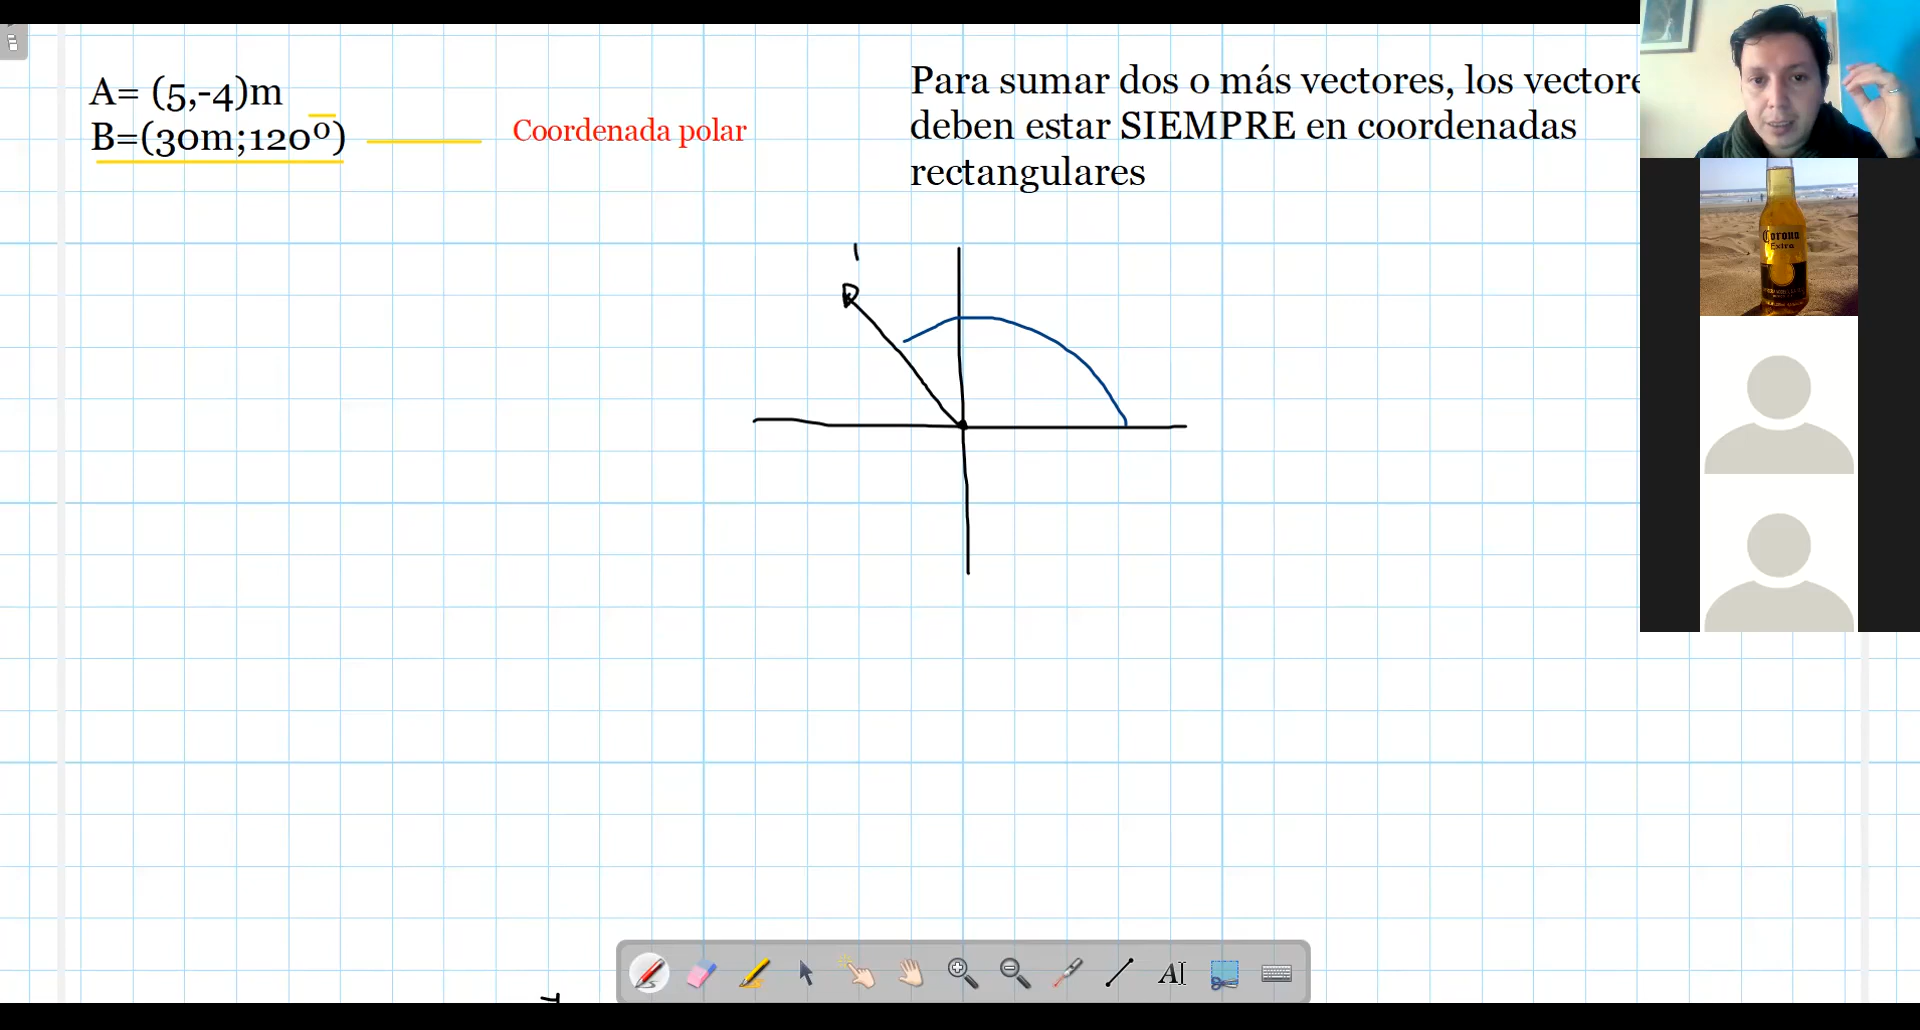 A= (5,-4)m
B=(30m;120º)
Coordenada polar
Para sumar dos o más vectores, los vectore
deben estar SIEMPRE en coordenadas
rectangulares
Corona
Extra
AI